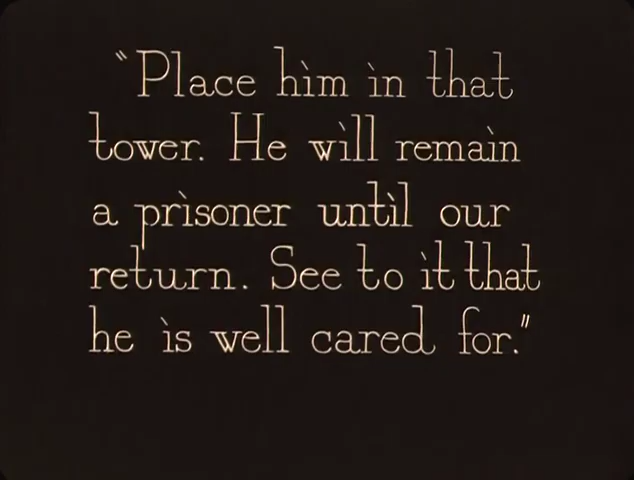 "Place him in that
tower. He will remain
a prisoner until our
return. See to it that
he is well cared for."